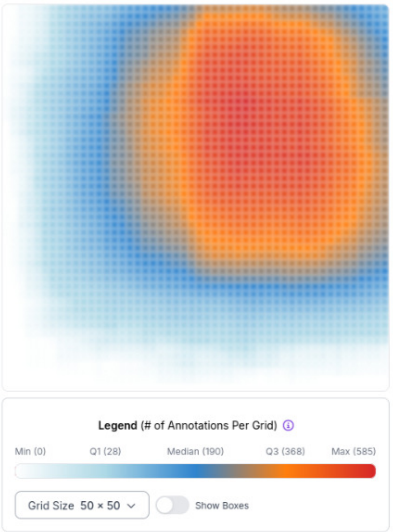 Legend (# of Annotations Per Grid)
Min (0) Q1 (28) Median (190) Q3 (368) Max (585)
Grid Size 50 × 50 Show Boxes